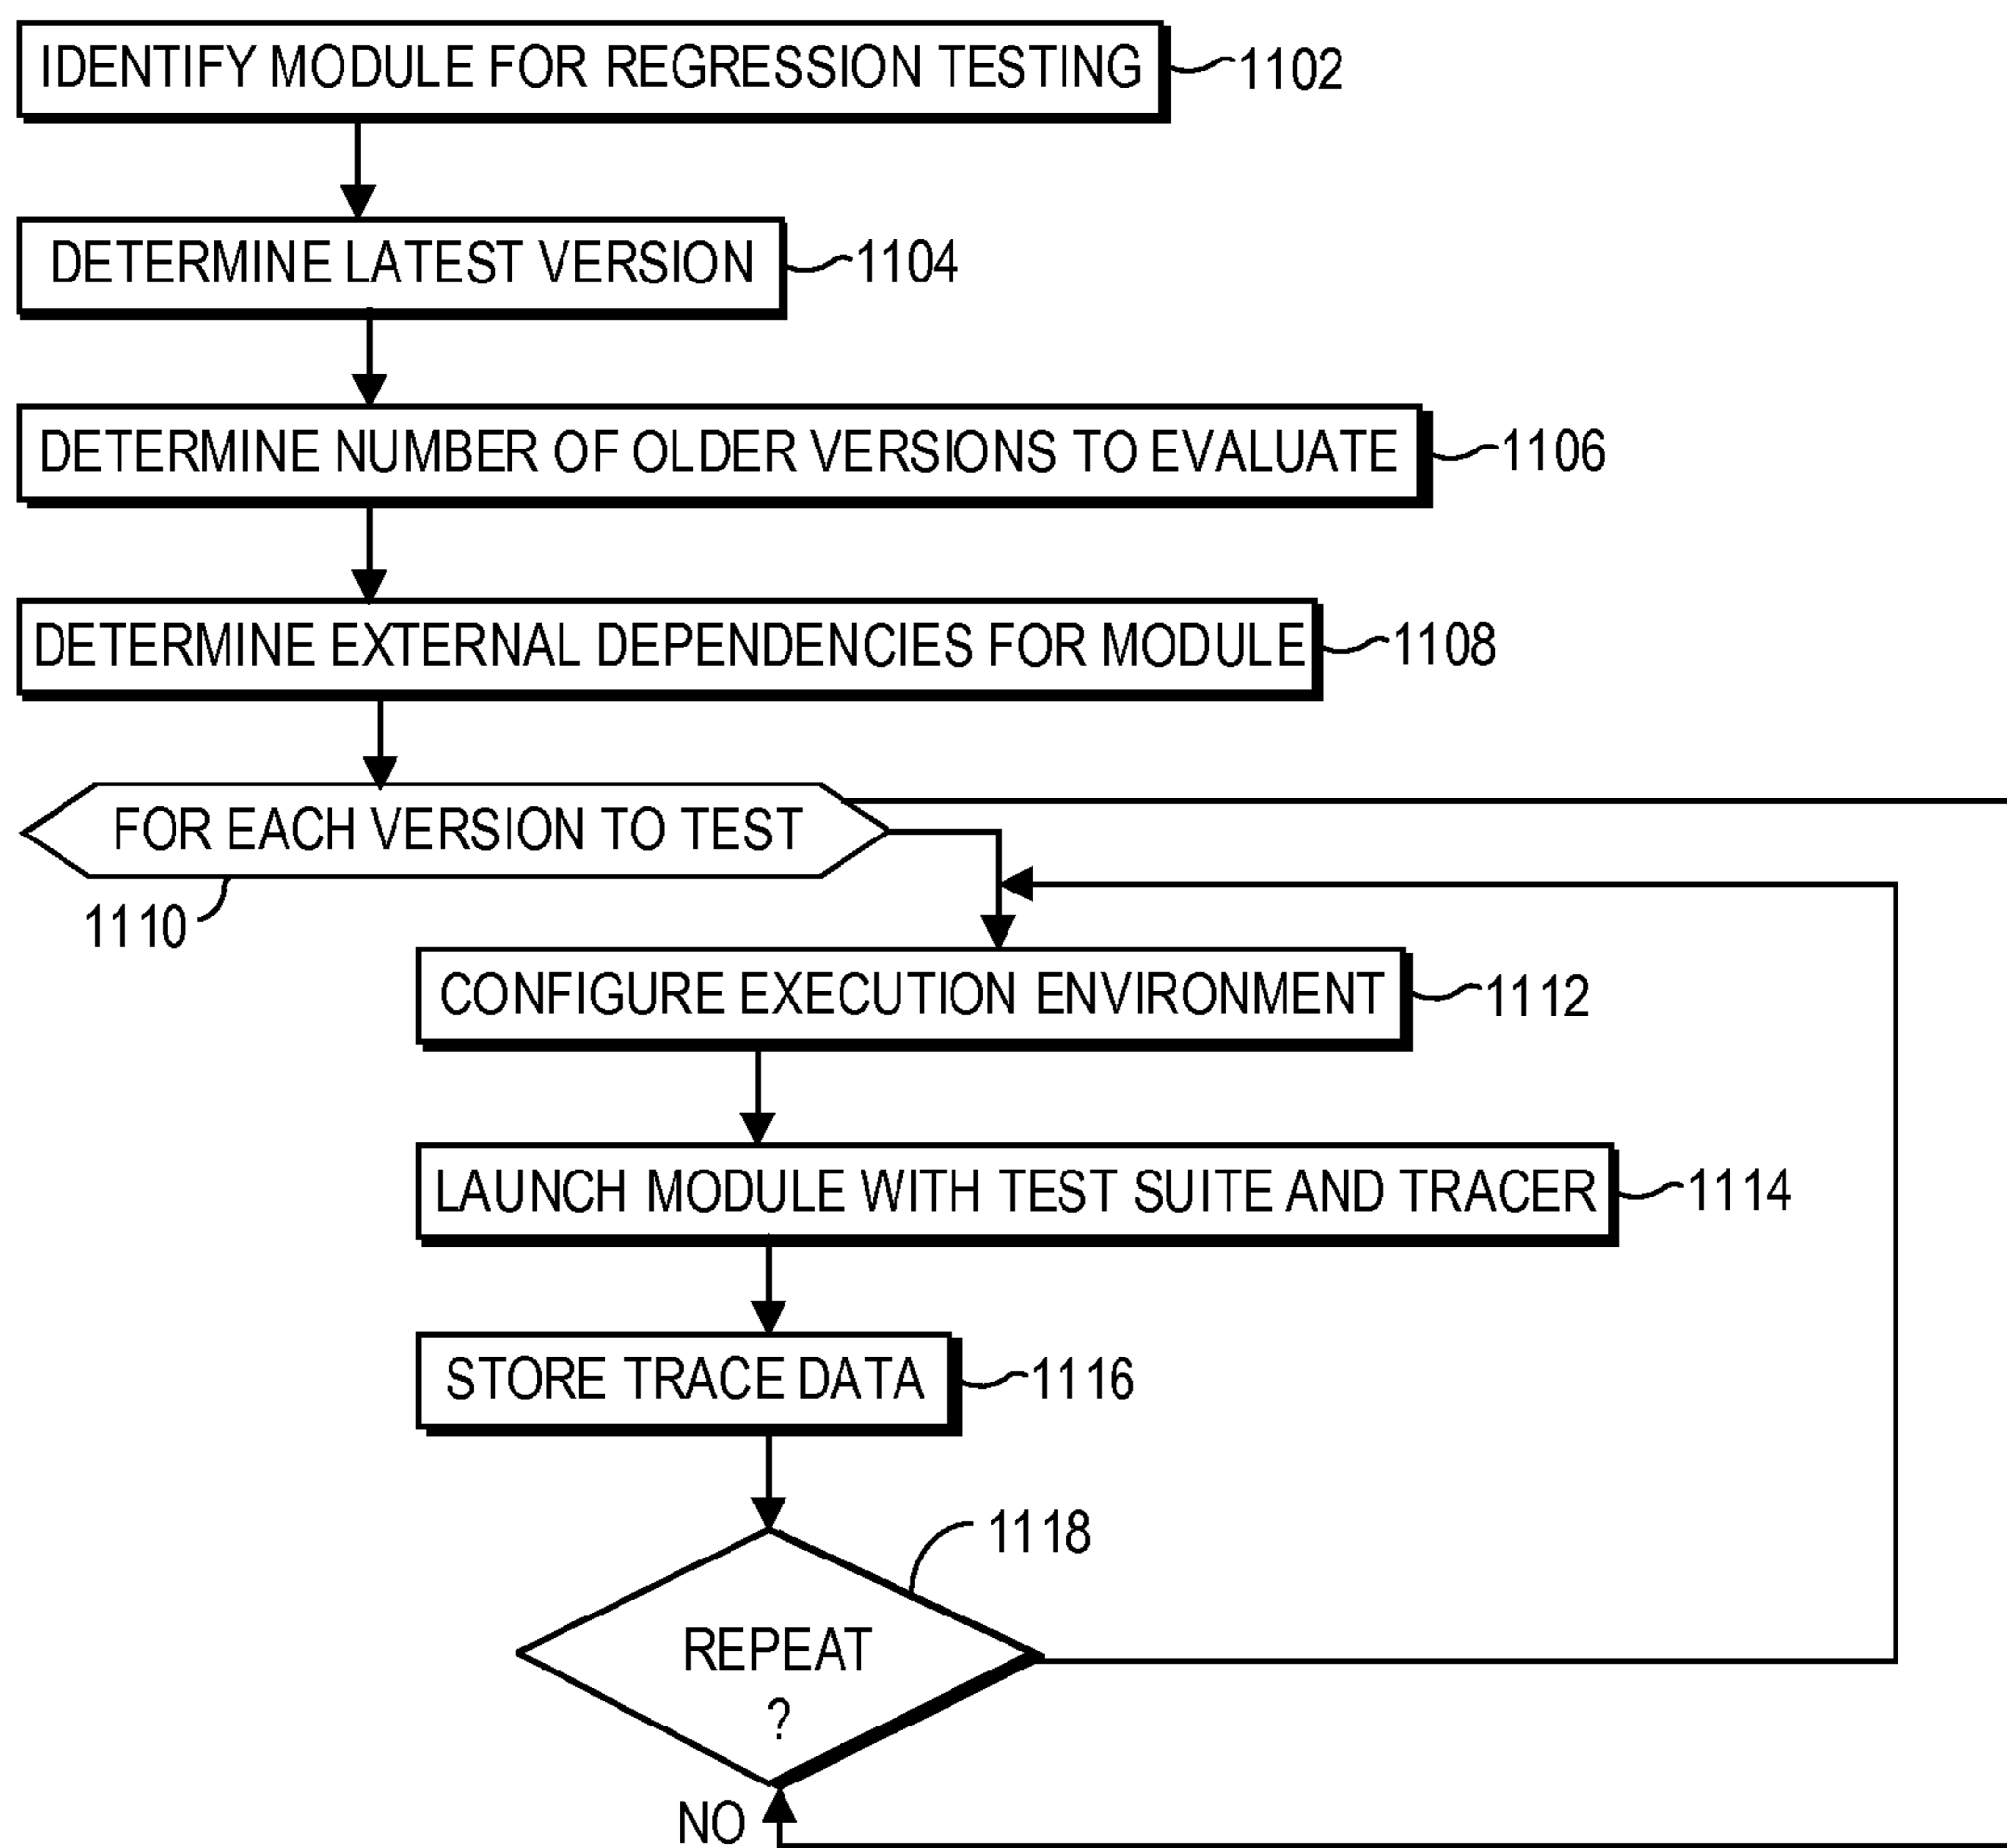 IDENTIFY MODULE FOR REGRESSION TESTING 1102
DETERMINE LATEST VERSION 1104
DETERMINE NUMBER OF OLDER VERSIONS TO EVALUATE 1106
DETERMINE EXTERNAL DEPENDENCIES FOR MODULE 1108
FOR EACH VERSION TO TEST
1110
CONFIGURE EXECUTION ENVIRONMENT 1112
LAUNCH MODULE WITH TEST SUITE AND TRACER 1114
STORE TRACE DATA 1116
1118
REPEAT
?
NO